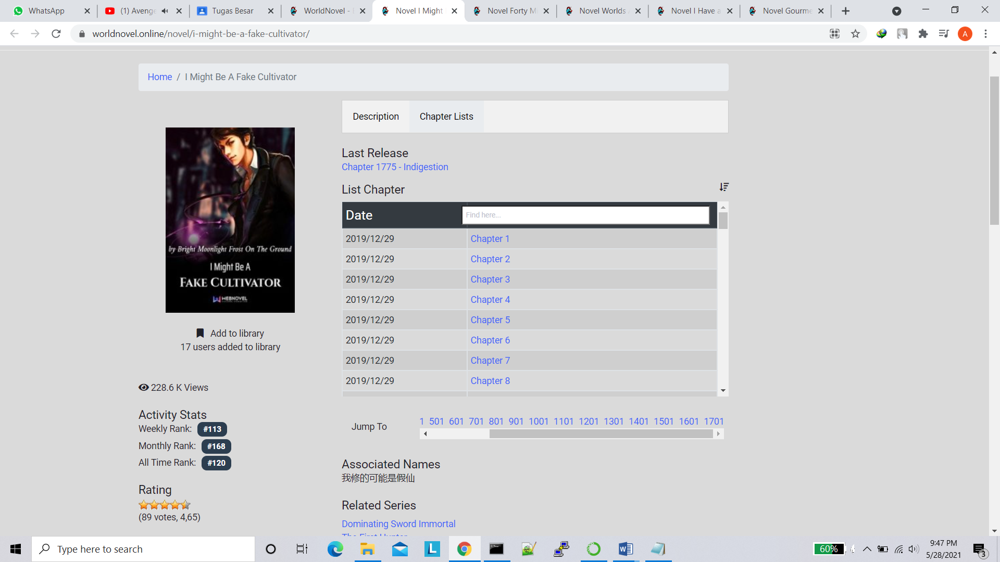 WhatsApp
(1) Avenge
Tugas Besar
WorldNovel -
Novel I Might
Novel Forty M
Novel Worlds
Novel I Have a
Novel Gourme
worldnovel.online/novel/i-might-be-a-fake-cultivator/
A
Home / I Might Be A Fake Cultivator
Description
Chapter Lists
by Bright Moonlight Frost On The Ground
I Might Be A
FAKE CULTIVATOR
WEBNOVEL
Add to library
17 users added to library
228.6 K Views
Activity Stats
Weekly Rank: #113
Monthly Rank: #168
All Time Rank: #120
Rating
(89 votes, 4,65)
Last Release
Chapter 1775 - Indigestion
List Chapter
Date Find here...
2019/12/29 Chapter 1
2019/12/29 Chapter 2
2019/12/29 Chapter 3
2019/12/29 Chapter 4
2019/12/29 Chapter 5
2019/12/29 Chapter 6
2019/12/29 Chapter 7
2019/12/29 Chapter 8
Jump To 1 501 601 701 801 901 1001 1101 1201 1301 1401 1501 1601 1701
Associated Names
我修的可能是假仙
Related Series
Dominating Sword Immortal
The First Hunter
Type here to search
L
W
60%
9:47 PM
5/28/2021
3